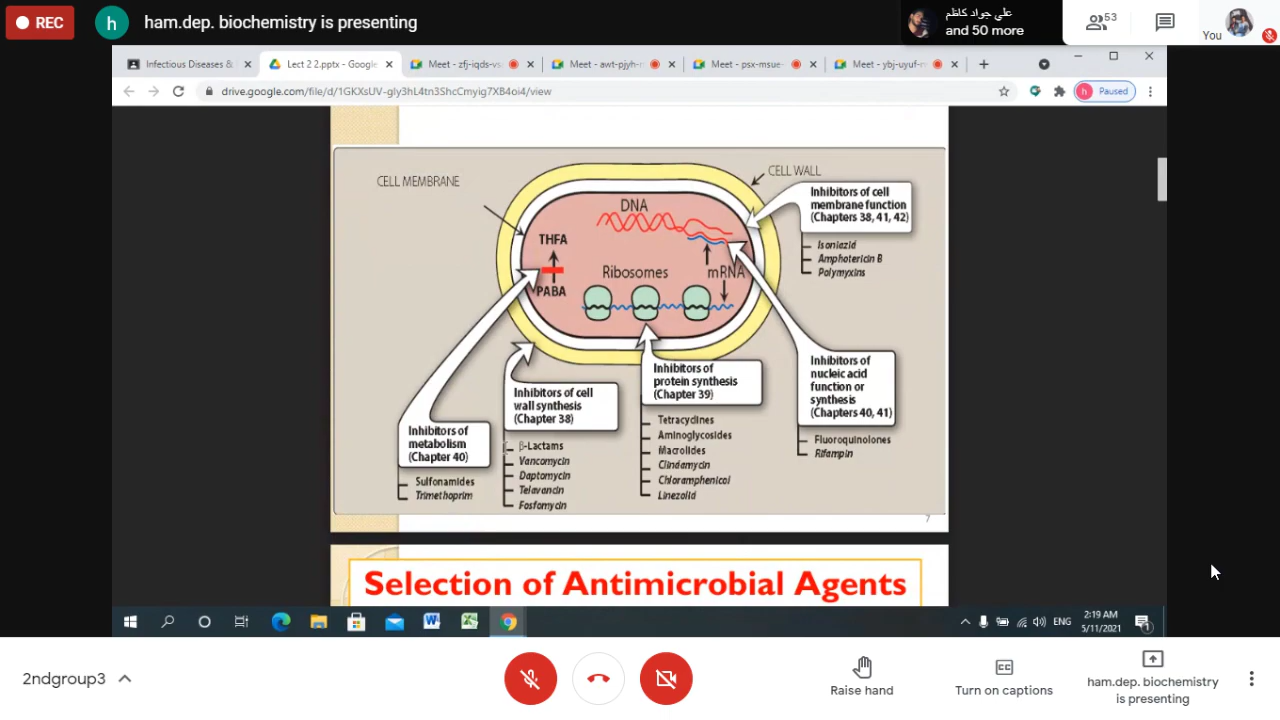 REC
h
ham.dep. biochemistry is presenting
علي جواد كاظم
and 50 more
53
You
Infectious Diseases &
Lect 2 2.pptx - Google
Meet - zfj-iqds-vs
Meet - awt-pjyh-r
Meet - psx-msue-
Meet - ybj-uyuf-
drive.google.com/file/d/1GKXsUV-gly3hL4tn3ShcCmyig7XB4oi4/view
h Paused
CELL MEMBRANE
CELL WALL
DNA
THFA
PABA
Ribosomes
mRNA
Inhibitors of cell
membrane function
(Chapters 38, 41, 42)
Isoniazid
Amphotericin B
Polymyxins
Inhibitors of
nucleic acid
function or
synthesis
(Chapters 40, 41)
Fluoroquinolones
Rifampin
Inhibitors of
protein synthesis
(Chapter 39)
Tetracyclines
Aminoglycosides
Macrolides
Clindamycin
Chloramphenicol
Linezolid
Inhibitors of cell
wall synthesis
(Chapter 38)
β-Lactams
Vancomycin
Daptomycin
Telavancin
Fosfomycin
Inhibitors of
metabolism
(Chapter 40)
Sulfonamides
Trimethoprim
7
Selection of Antimicrobial Agents
ENG
2:19 AM
5/11/2021
1
2ndgroup3
Raise hand
Turn on captions
ham.dep. biochemistry
is presenting